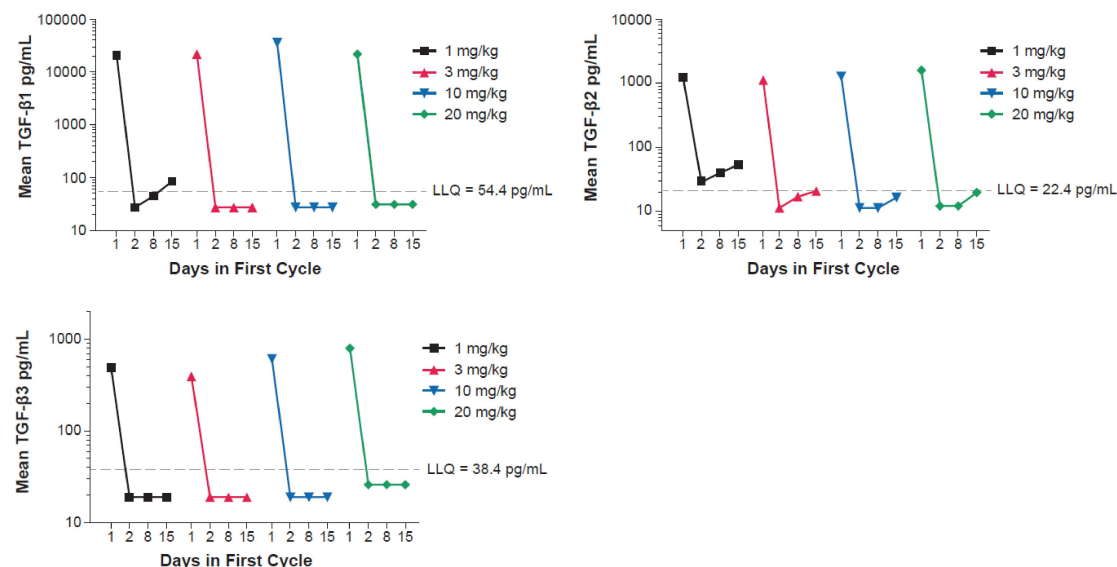 Mean TGF-β1 pg/mL
100000
10000
1000
100
10
1 2 8 15 1 2 8 15 1 2 8 15 1 2 8 15
Days in First Cycle
1 mg/kg
3 mg/kg
10 mg/kg
20 mg/kg
LLQ = 54.4 pg/mL
Mean TGF-β2 pg/mL
10000
1000
100
10
1 2 8 15 1 2 8 15 1 2 8 15 1 2 8 15
Days in First Cycle
1 mg/kg
3 mg/kg
10 mg/kg
20 mg/kg
LLQ = 22.4 pg/mL
Mean TGF-β3 pg/mL
1000
100
10
1 2 8 15 1 2 8 15 1 2 8 15 1 2 8 15
Days in First Cycle
1 mg/kg
3 mg/kg
10 mg/kg
20 mg/kg
LLQ = 38.4 pg/mL